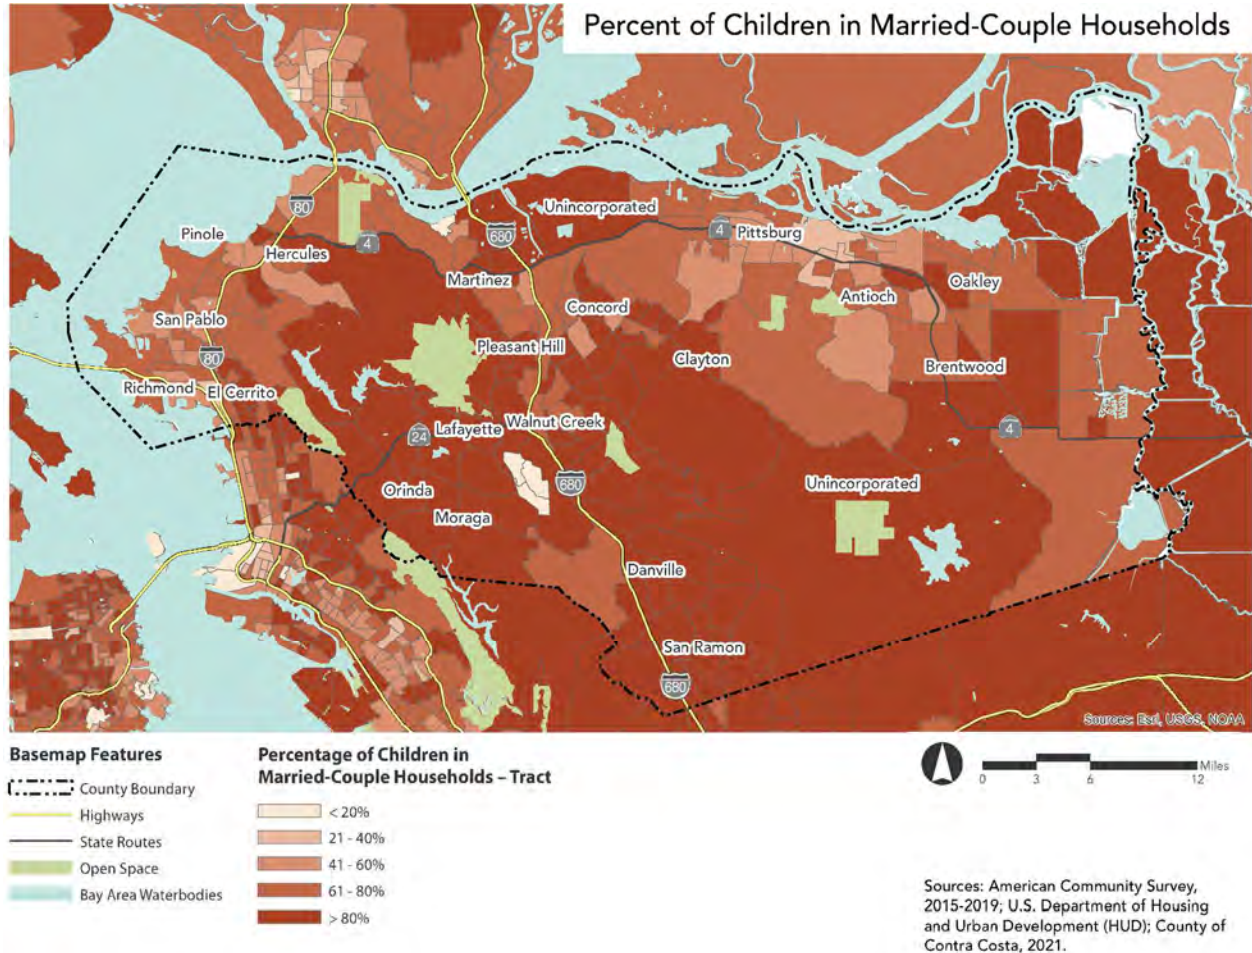 Percent of Children in Married-Couple Households
80
Unincorporated
Pinole
680
4
Pittsburg
Hercules
4
Martinez
Oakley
Antioch
Concord
San Pablo
Pleasant Hill
80
Clayton
Brentwood
Richmond
El Cerrito
Lafayette
Walnut Creek
24
4
Orinda
680
Unincorporated
Moraga
Danville
San Ramon
680
Sources: Esri, USGS, NOAA
Basemap Features
County Boundary
Highways
State Routes
Open Space
Bay Area Waterbodies
Percentage of Children in
Married-Couple Households – Tract
< 20%
21 - 40%
41 - 60%
61 - 80%
> 80%
Miles
0 3 6 12
Sources: American Community Survey,
2015-2019; U.S. Department of Housing
and Urban Development (HUD); County of
Contra Costa, 2021.